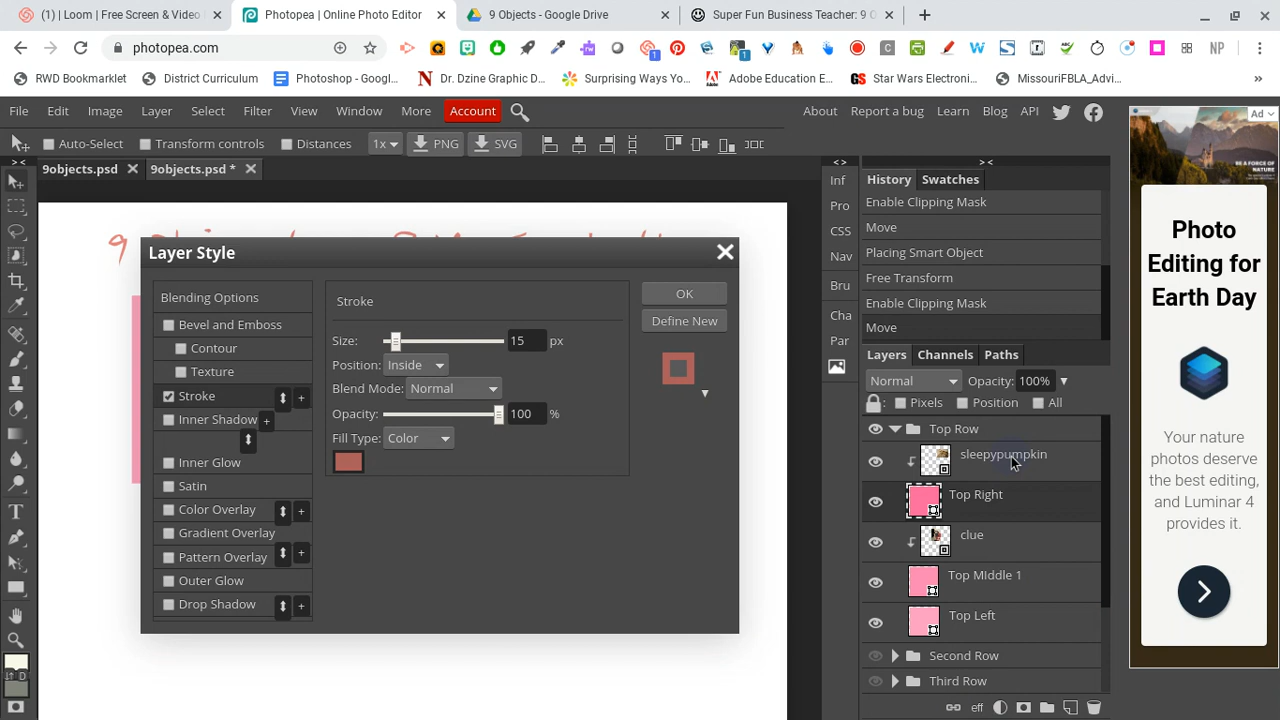 (1) | Loom | Free Screen & Video
Photopea | Online Photo Editor
9 Objects - Google Drive
Super Fun Business Teacher: 9 O
photopea.com
1
1
NP
RWD Bookmarklet
District Curriculum
Photoshop - Googl...
Dr. Dzine Graphic D...
Surprising Ways Yo...
Adobe Education E...
Star Wars Electroni...
MissouriFBLA_Advi...
»
File Edit Image Layer Select Filter View Window More Account
About Report a bug Learn Blog API
Auto-Select Transform controls Distances 1x PNG SVG
9objects.psd 9objects.psd *
Layer Style
Blending Options
Bevel and Emboss
Contour
Texture
Stroke
Inner Shadow
Inner Glow
Satin
Color Overlay
Gradient Overlay
Pattern Overlay
Outer Glow
Drop Shadow
Stroke
Size: 15 px
Position: Inside
Blend Mode: Normal
Opacity: 100 %
Fill Type: Color
OK
Define New
D
T
Inf
Pro
CSS
Nav
Bru
Cha
Par
History Swatches
Enable Clipping Mask
Move
Placing Smart Object
Free Transform
Enable Clipping Mask
Move
Layers Channels Paths
Normal Opacity: 100%
Pixels Position All
Top Row
sleepypumpkin
Top Right
clue
Top MIddle 1
Top Left
Second Row
Third Row
eff
Ad
BE A FORCE OF
NATURE
Photo
Editing for
Earth Day
Your nature
photos deserve
the best editing,
and Luminar 4
provides it.